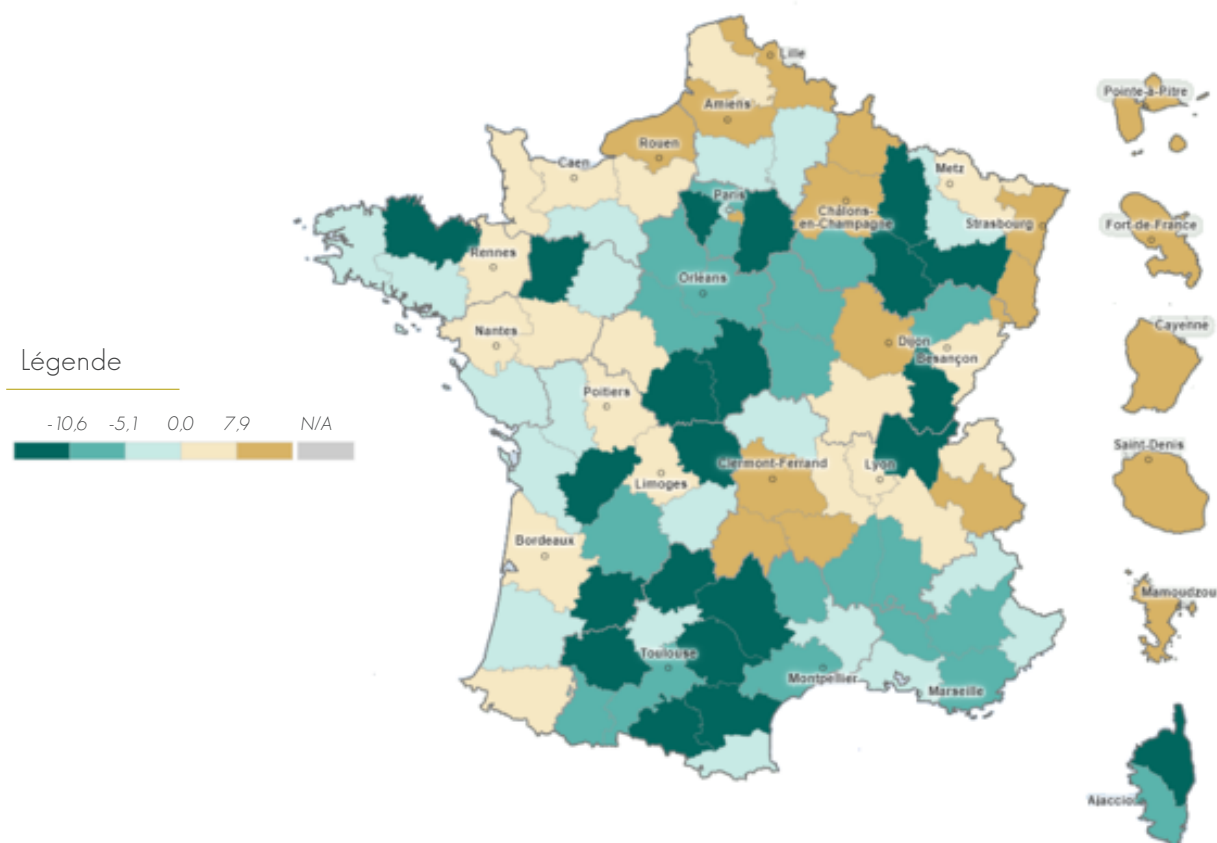 Lille
Pointe-à-Pitre
Amiens
Rouen
Caen
Metz
Paris
Châlons-
en-Champagne
Strasbourg
Fort-de-France
Rennes
Orléans
Cayenne
Nantes
Dijon
Besançon
Légende
Poitiers
-10,6 -5,1 0,0 7,9 N/A
Saint-Denis
Clermont-Ferrand
Lyon
Limoges
Bordeaux
Mamoudzou
Toulouse
Montpellier
Marseille
Ajaccio